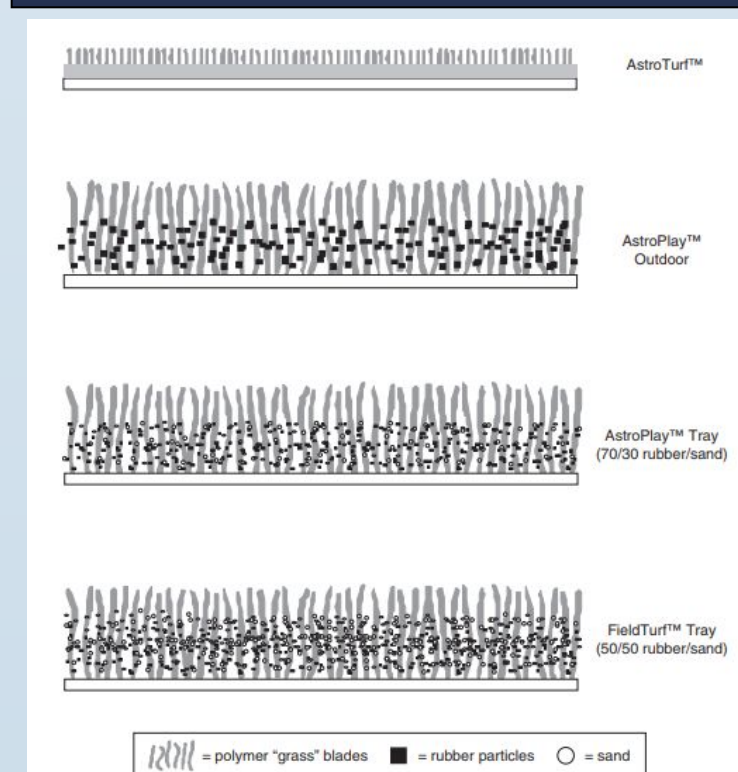 AstroTurf™
AstroPlay™
Outdoor
AstroPlay™ Tray
(70/30 rubber/sand)
FieldTurf™ Tray
(50/50 rubber/sand)
= polymer "grass" blades = rubber particles = sand